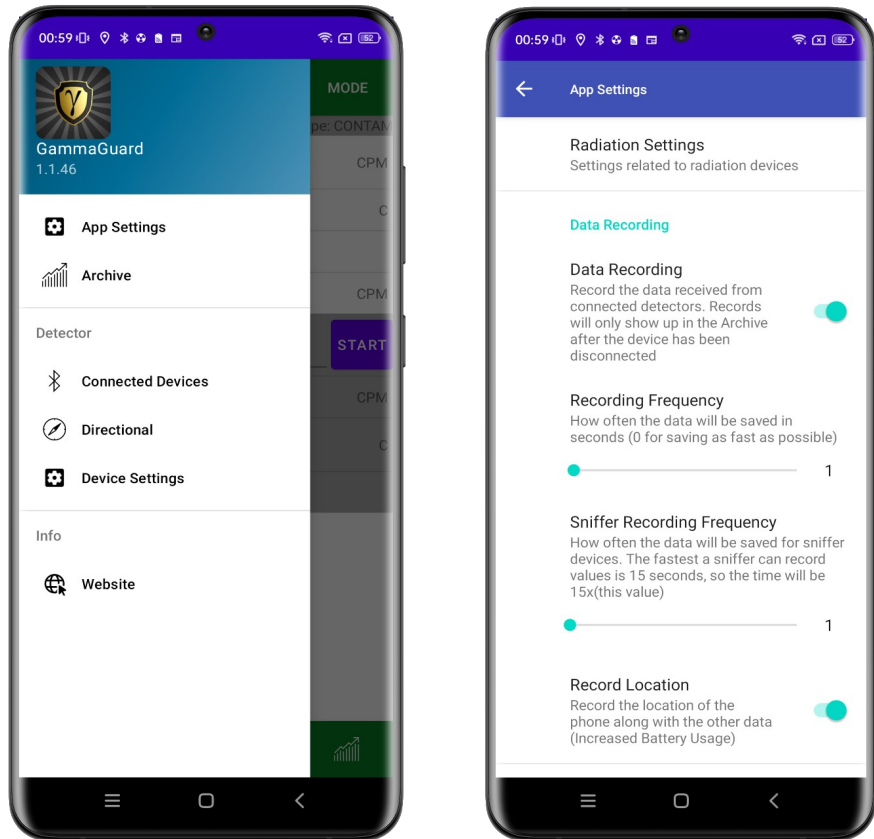 00:59
52
MODE
γ
GammaGuard
1.1.46
pe: CONTAM
CPM
App Settings
C
Archive
CPM
Detector
START
Connected Devices
CPM
Directional
C
Device Settings
Info
Website
00:59
52
App Settings
Radiation Settings
Settings related to radiation devices
Data Recording
Data Recording
Record the data received from
connected detectors. Records
will only show up in the Archive
after the device has been
disconnected
Recording Frequency
How often the data will be saved in
seconds (0 for saving as fast as possible)
1
Sniffer Recording Frequency
How often the data will be saved for sniffer
devices. The fastest a sniffer can record
values is 15 seconds, so the time will be
15x(this value)
1
Record Location
Record the location of the
phone along with the other data
(Increased Battery Usage)